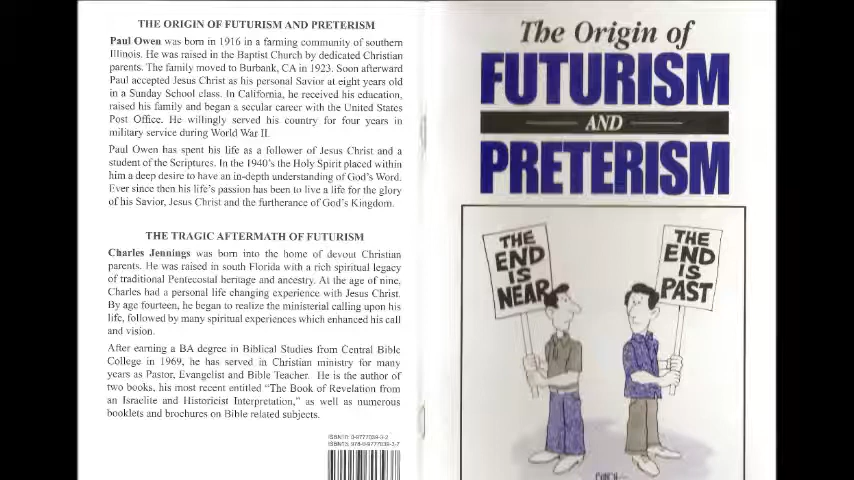 THE ORIGIN OF FUTURISM AND PRETERISM
Paul Owen was born in 1916 in a farming community of southern
Illinois. He was raised in the Baptist Church by dedicated Christian
parents. The family moved to Burbank, CA in 1923. Soon afterward
Paul accepted Jesus Christ as his personal Savior at eight years old
in a Sunday School class. In California, he received his education,
raised his family and began a secular career with the United States
Post Office. He willingly served his country for four years in
military service during World War II.
Paul Owen has spent his life as a follower of Jesus Christ and a
student of the Scriptures. In the 1940's the Holy Spirit placed within
him a deep desire to have an in-depth understanding of God's Word.
Ever since then his life's passion has been to live a life for the glory
of his Savior, Jesus Christ and the furtherance of God's Kingdom.
THE TRAGIC AFTERMATH OF FUTURISM
Charles Jennings was born into the home of devout Christian
parents. He was raised in south Florida with a rich spiritual legacy
of traditional Pentecostal heritage and ancestry. At the age of nine,
Charles had a personal life changing experience with Jesus Christ.
By age fourteen, he began to realize the ministerial calling upon his
life, followed by many spiritual experiences which enhanced his call
and vision.
After earning a BA degree in Biblical Studies from Central Bible
College in 1969, he has served in Christian ministry for many
years as Pastor, Evangelist and Bible Teacher. He is the author of
two books, his most recent entitled "The Book of Revelation from
an Israelite and Historicist Interpretation," as well as numerous
booklets and brochures on Bible related subjects.
The Origin of
FUTURISM
AND
PRETERISM
THE
END
IS
NEAR
THE
END
IS
PAST